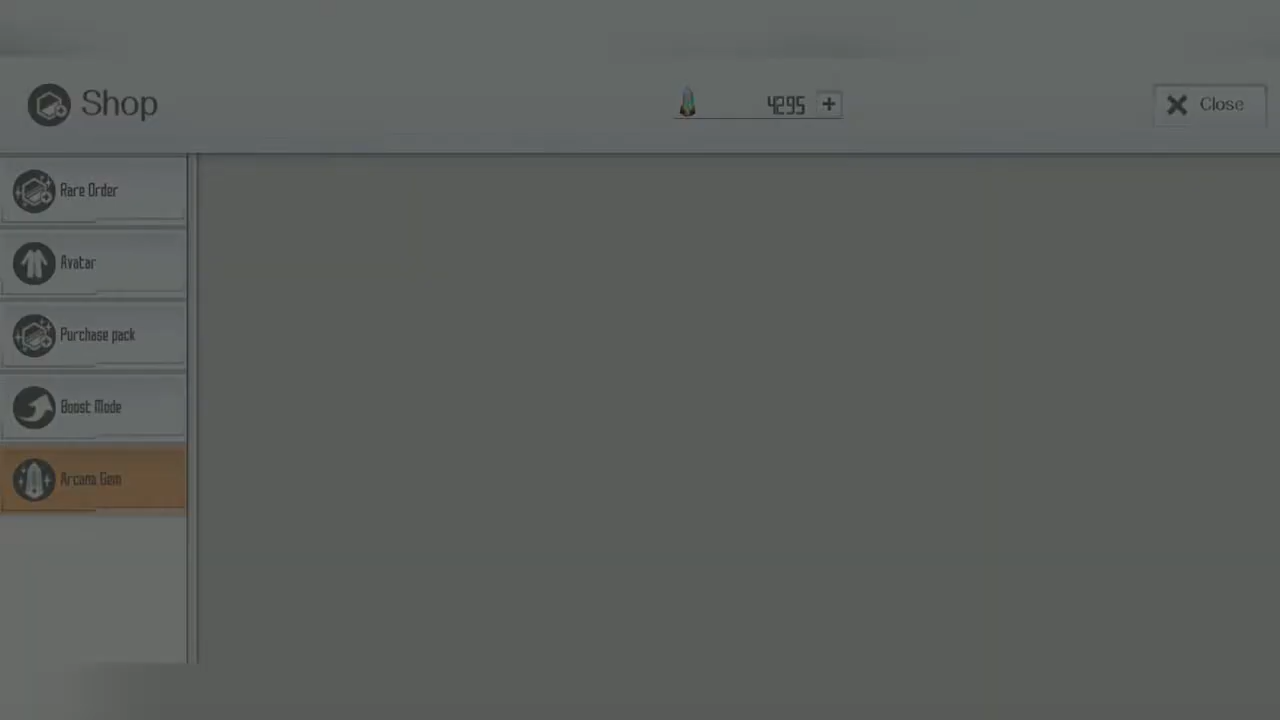 Shop
4295
Close
Rare Order
Avatar
Purchase pack
Boost Mode
Arcana Gem